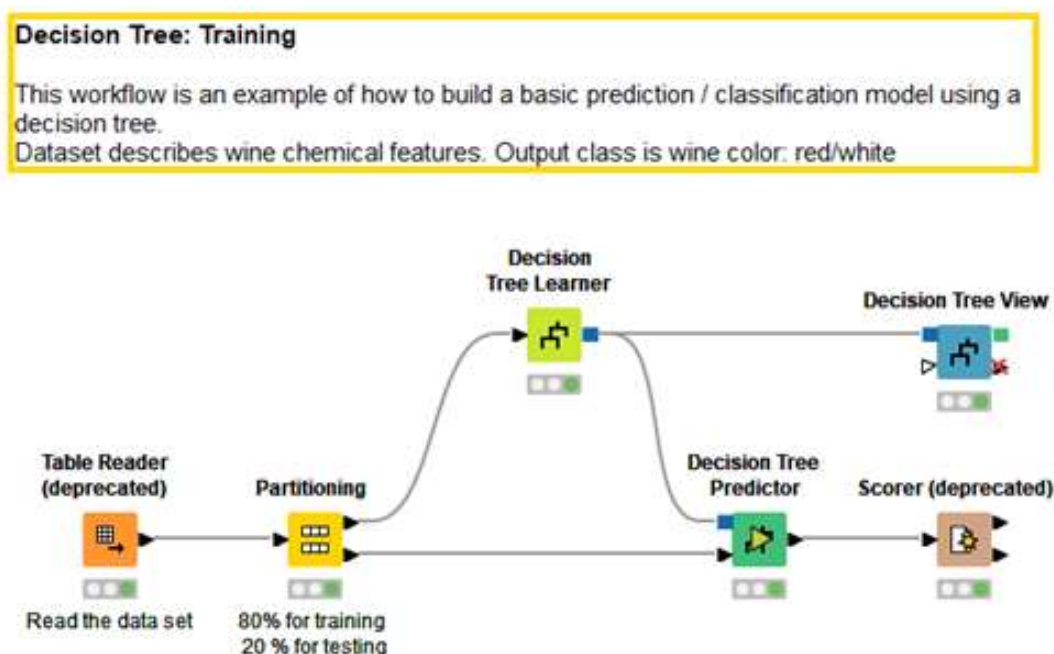 Decision Tree: Training
This workflow is an example of how to build a basic prediction / classification model using a
decision tree.
Dataset describes wine chemical features. Output class is wine color: red/white
Decision
Tree Learner
Decision Tree View
Table Reader
(deprecated)
Partitioning
Decision Tree
Predictor
Scorer (deprecated)
Read the data set
80% for training
20 % for testing